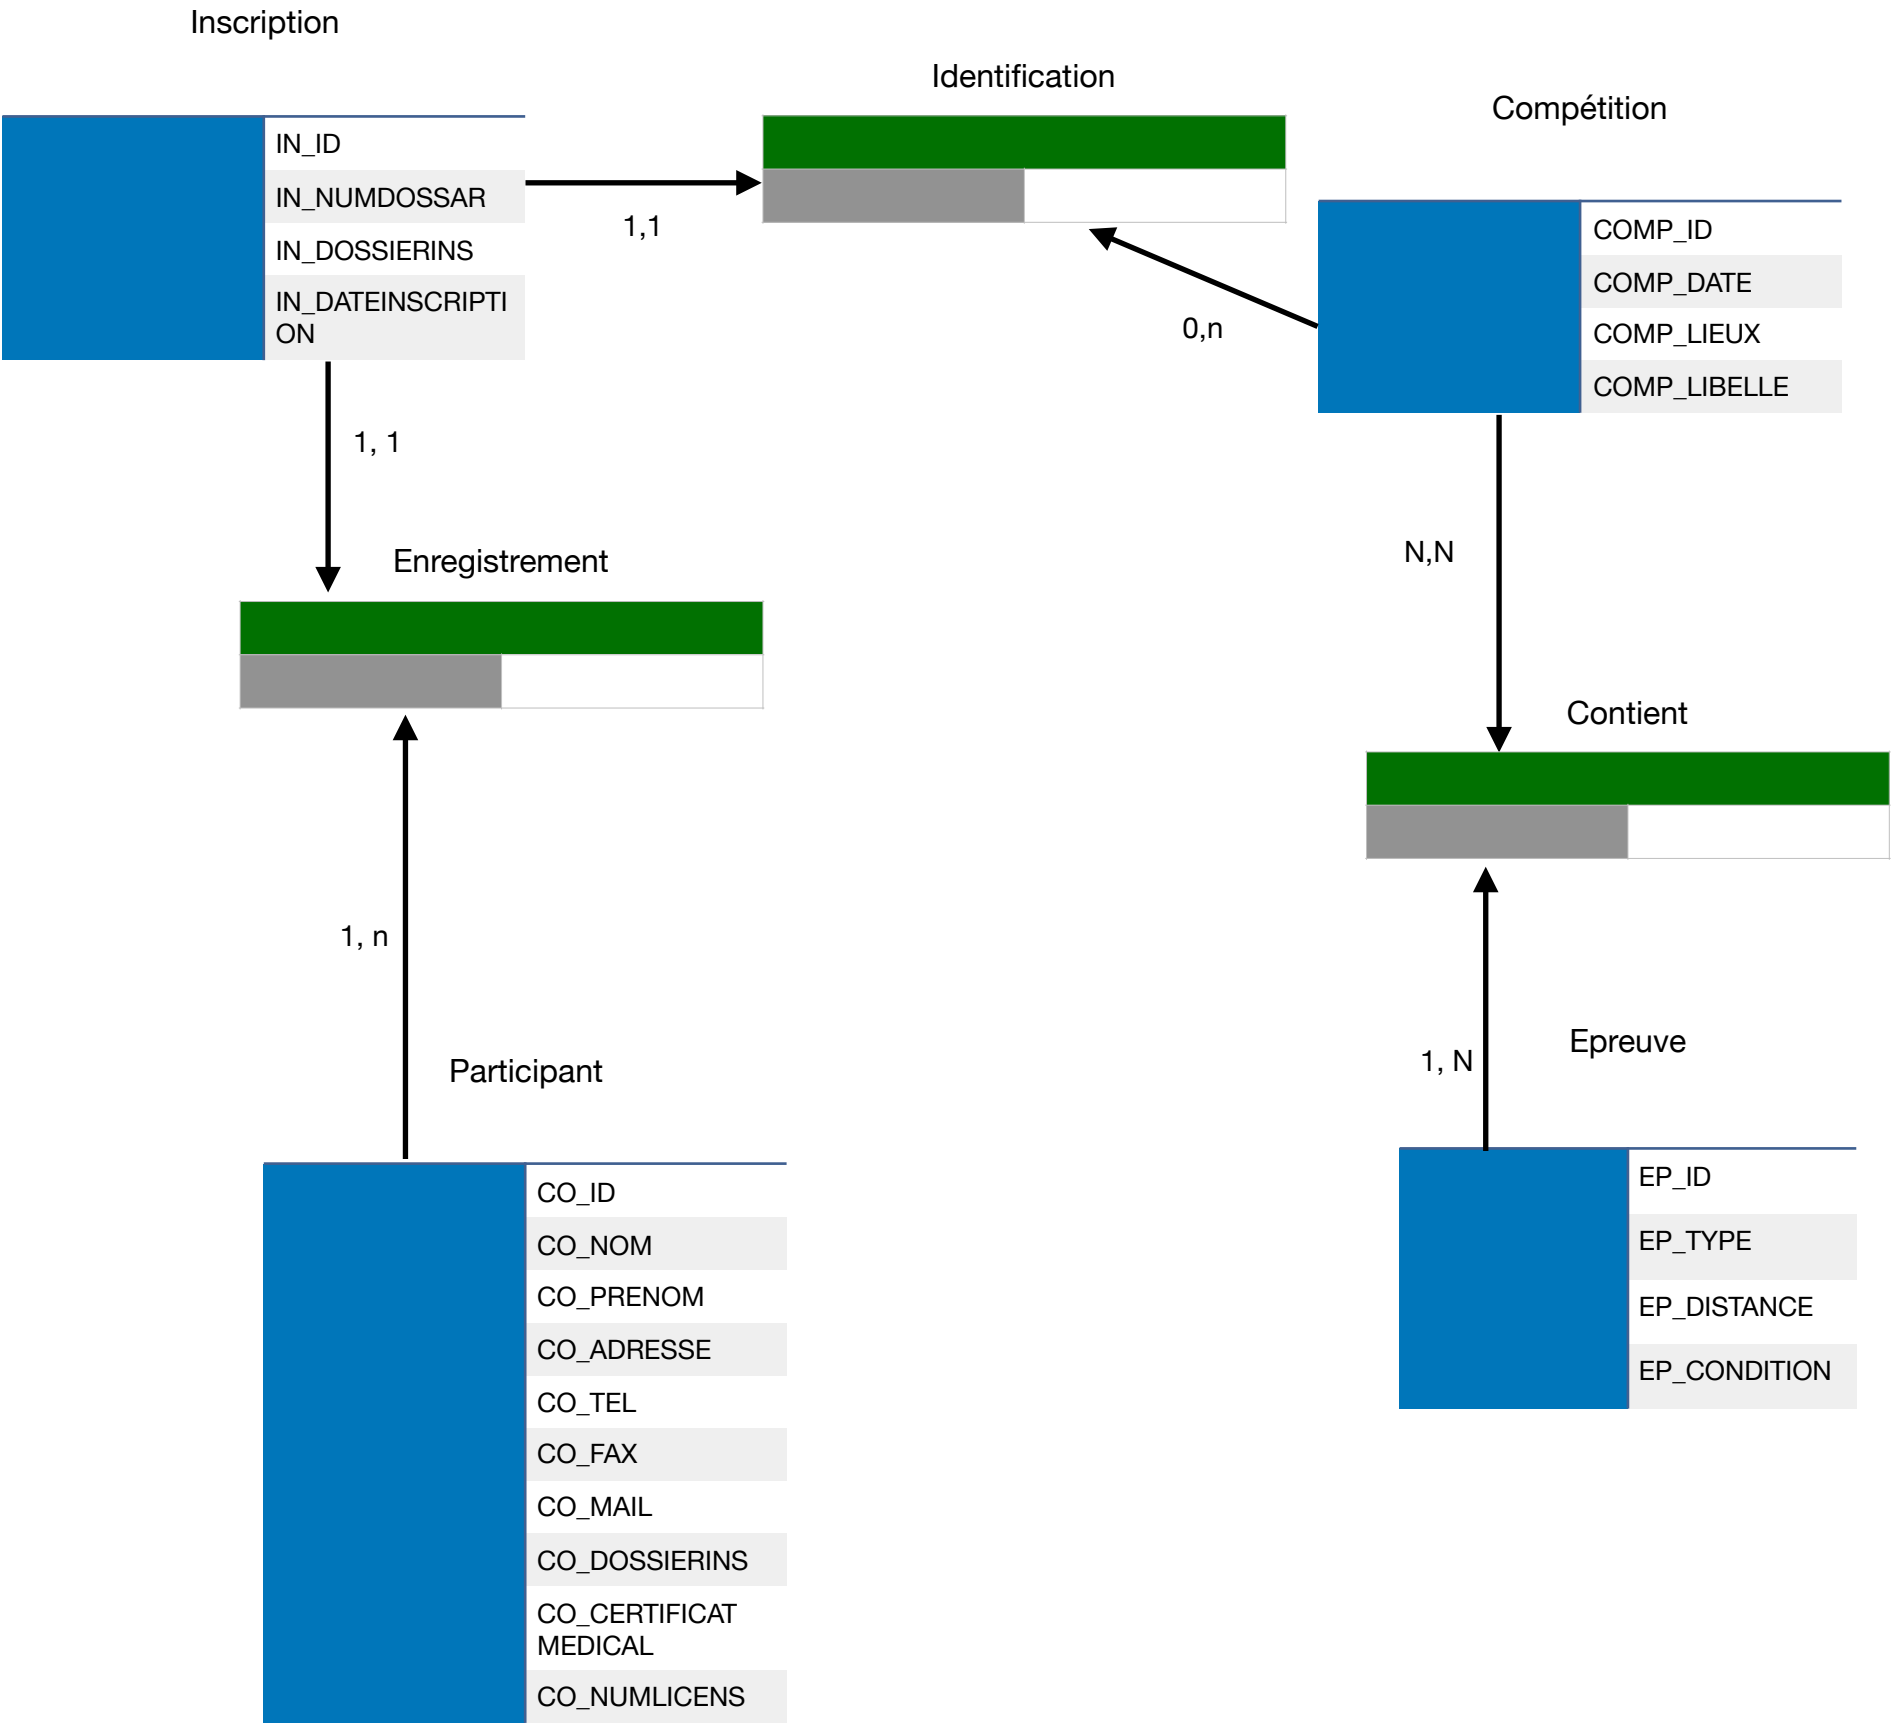 Inscription
Identification
Compétition
IN_ID
IN_NUMDOSSAR
IN_DOSSIERINS
IN_DATEINSCRIPTI
ON
1,1
COMP_ID
COMP_DATE
COMP_LIEUX
COMP_LIBELLE
0,n
1, 1
N,N
Enregistrement
Contient
1, n
1, N
Participant
Epreuve
CO_ID
CO_NOM
CO_PRENOM
CO_ADRESSE
CO_TEL
CO_FAX
CO_MAIL
CO_DOSSIERINS
CO_CERTIFICAT
MEDICAL
CO_NUMLICENS
EP_ID
EP_TYPE
EP_DISTANCE
EP_CONDITION